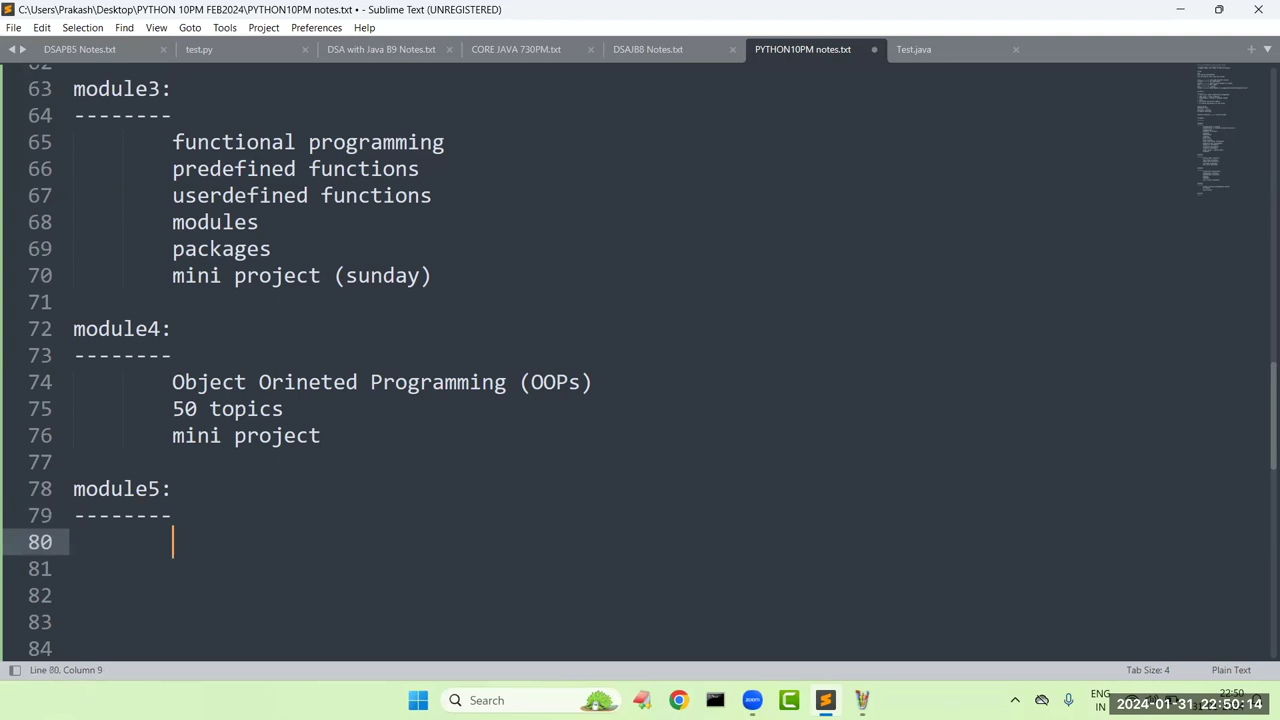 C:\Users\Prakash\Desktop\PYTHON 10PM FEB2024\PYTHON10PM notes.txt • - Sublime Text (UNREGISTERED)
File Edit Selection Find View Goto Tools Project Preferences Help
DSAPB5 Notes.txt test.py DSA with Java B9 Notes.txt CORE JAVA 730PM.txt DSAJB8 Notes.txt PYTHON10PM notes.txt Test.java
62
63 module3:
64 --------
65 functional programming
66 predefined functions
67 userdefined functions
68 modules
69 packages
70 mini project (sunday)
71
72 module4:
73 --------
74 Object Orineted Programming (OOPs)
75 50 topics
76 mini project
77
78 module5:
79 --------
80
81
82
83
84
Line 80, Column 9 Tab Size: 4 Plain Text
Search zoom ENG IN 22:50
2024-01-31 22:50:14